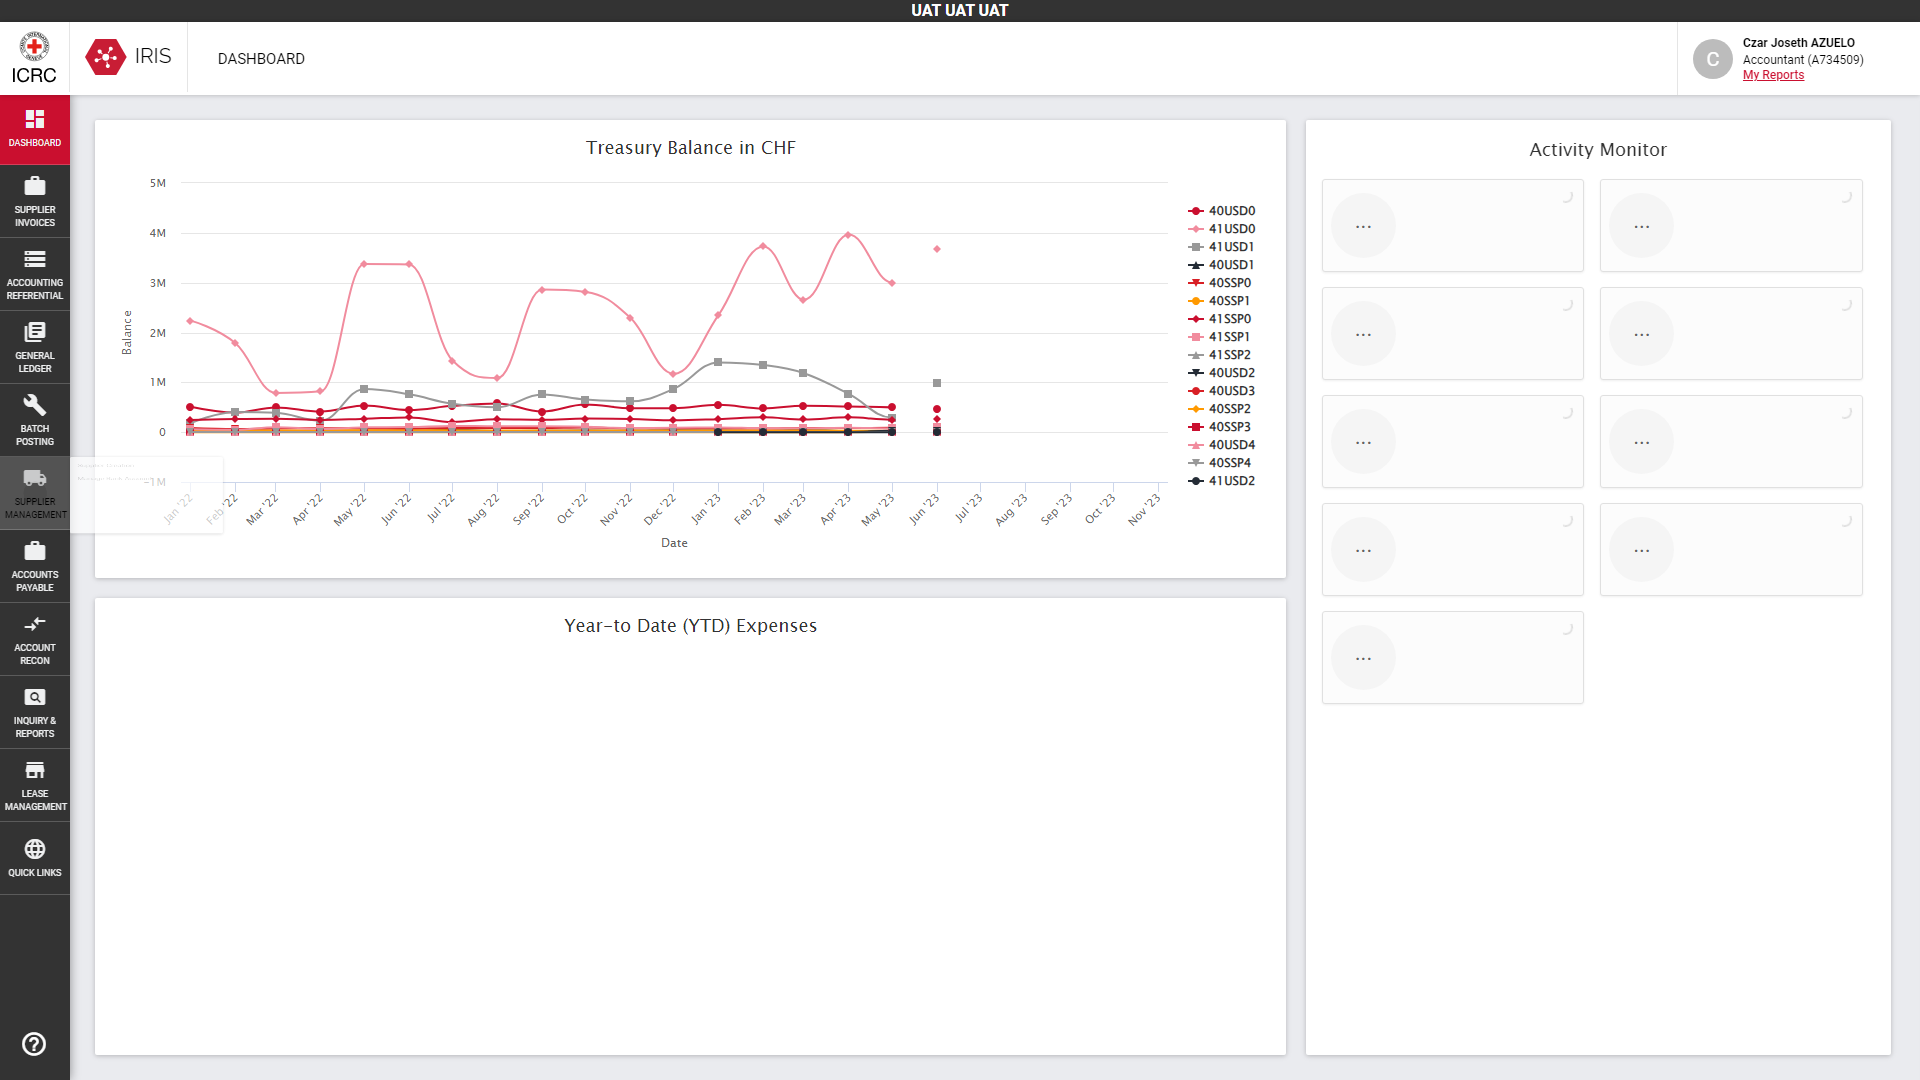 UAT UAT UAT
ICRC
IRIS
DASHBOARD
C
Czar Joseth AZUELO
Accountant (A734509)
My Reports
DASHBOARD
SUPPLIER
INVOICES
ACCOUNTING
REFERENTIAL
GENERAL
LEDGER
BATCH
POSTING
SUPPLIER
MANAGEMENT
ACCOUNTS
PAYABLE
ACCOUNT
RECON
INQUIRY &
REPORTS
LEASE
MANAGEMENT
QUICK LINKS
Treasury Balance in CHF
Balance
5M
4M
3M
2M
1M
0
-1M
Jan '22
Feb '22
Mar '22
Apr '22
May '22
Jun '22
Jul '22
Aug '22
Sep '22
Oct '22
Nov '22
Dec '22
Jan '23
Feb '23
Mar '23
Apr '23
May '23
Jun '23
Jul '23
Aug '23
Sep '23
Oct '23
Nov '23
Date
40USD0
41USD0
41USD1
40USD1
40SSP0
40SSP1
41SSP0
41SSP1
41SSP2
40USD2
40USD3
40SSP2
40SSP3
40USD4
40SSP4
41USD2
Year-to Date (YTD) Expenses
Activity Monitor
...
...
...
...
...
...
...
...
...